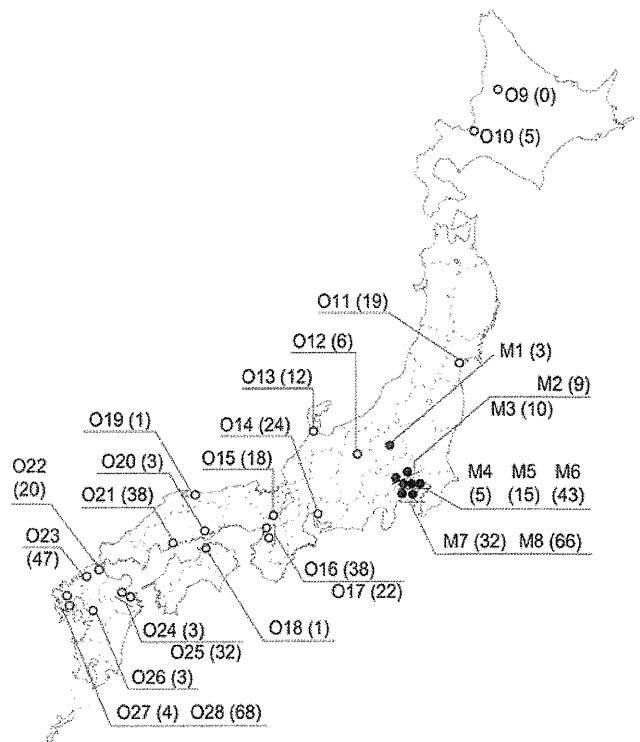 O9 (0)
O10 (5)
O11 (19)
O12 (6)
M1 (3)
O13 (12)
M2 (9)
M3 (10)
O14 (24)
O19 (1)
O22
(20)
O20 (3)
O15 (18)
M4 M5 M6
(5) (15) (43)
O21 (38)
O23
(47)
M7 (32) M8 (66)
O16 (38)
O17 (22)
O24 (3)
O18 (1)
O25 (32)
O26 (3)
O27 (4) O28 (68)